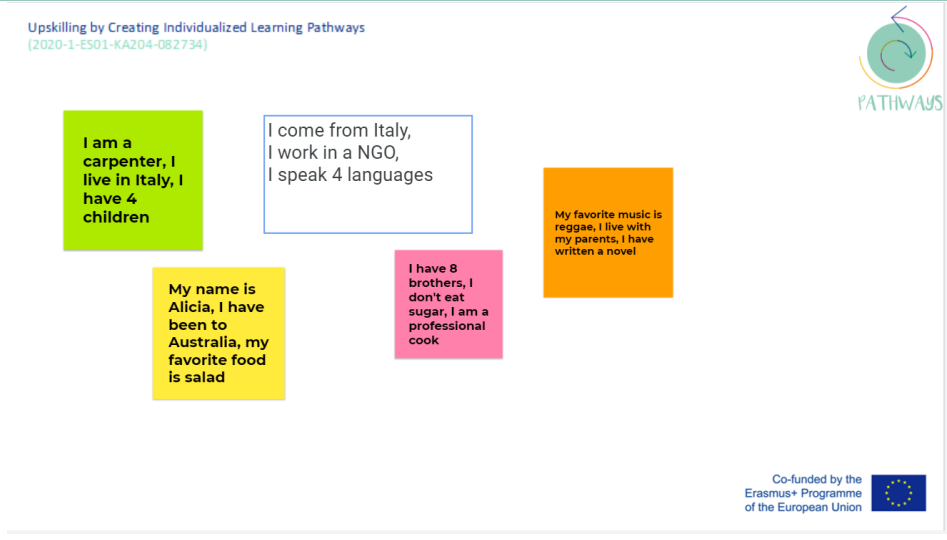 Upskilling by Creating Individualized Learning Pathways
(2020-1-ES01-KA204-082734)
PATHWAYS
I am a
carpenter, I
live in Italy, I
have 4
children
I come from Italy,
I work in a NGO,
I speak 4 languages
My favorite music is
reggae, I live with
my parents, I have
written a novel
My name is
Alicia, I have
been to
Australia, my
favorite food
is salad
I have 8
brothers, I
don't eat
sugar, I am a
professional
cook
Co-funded by the
Erasmus+ Programme
of the European Union